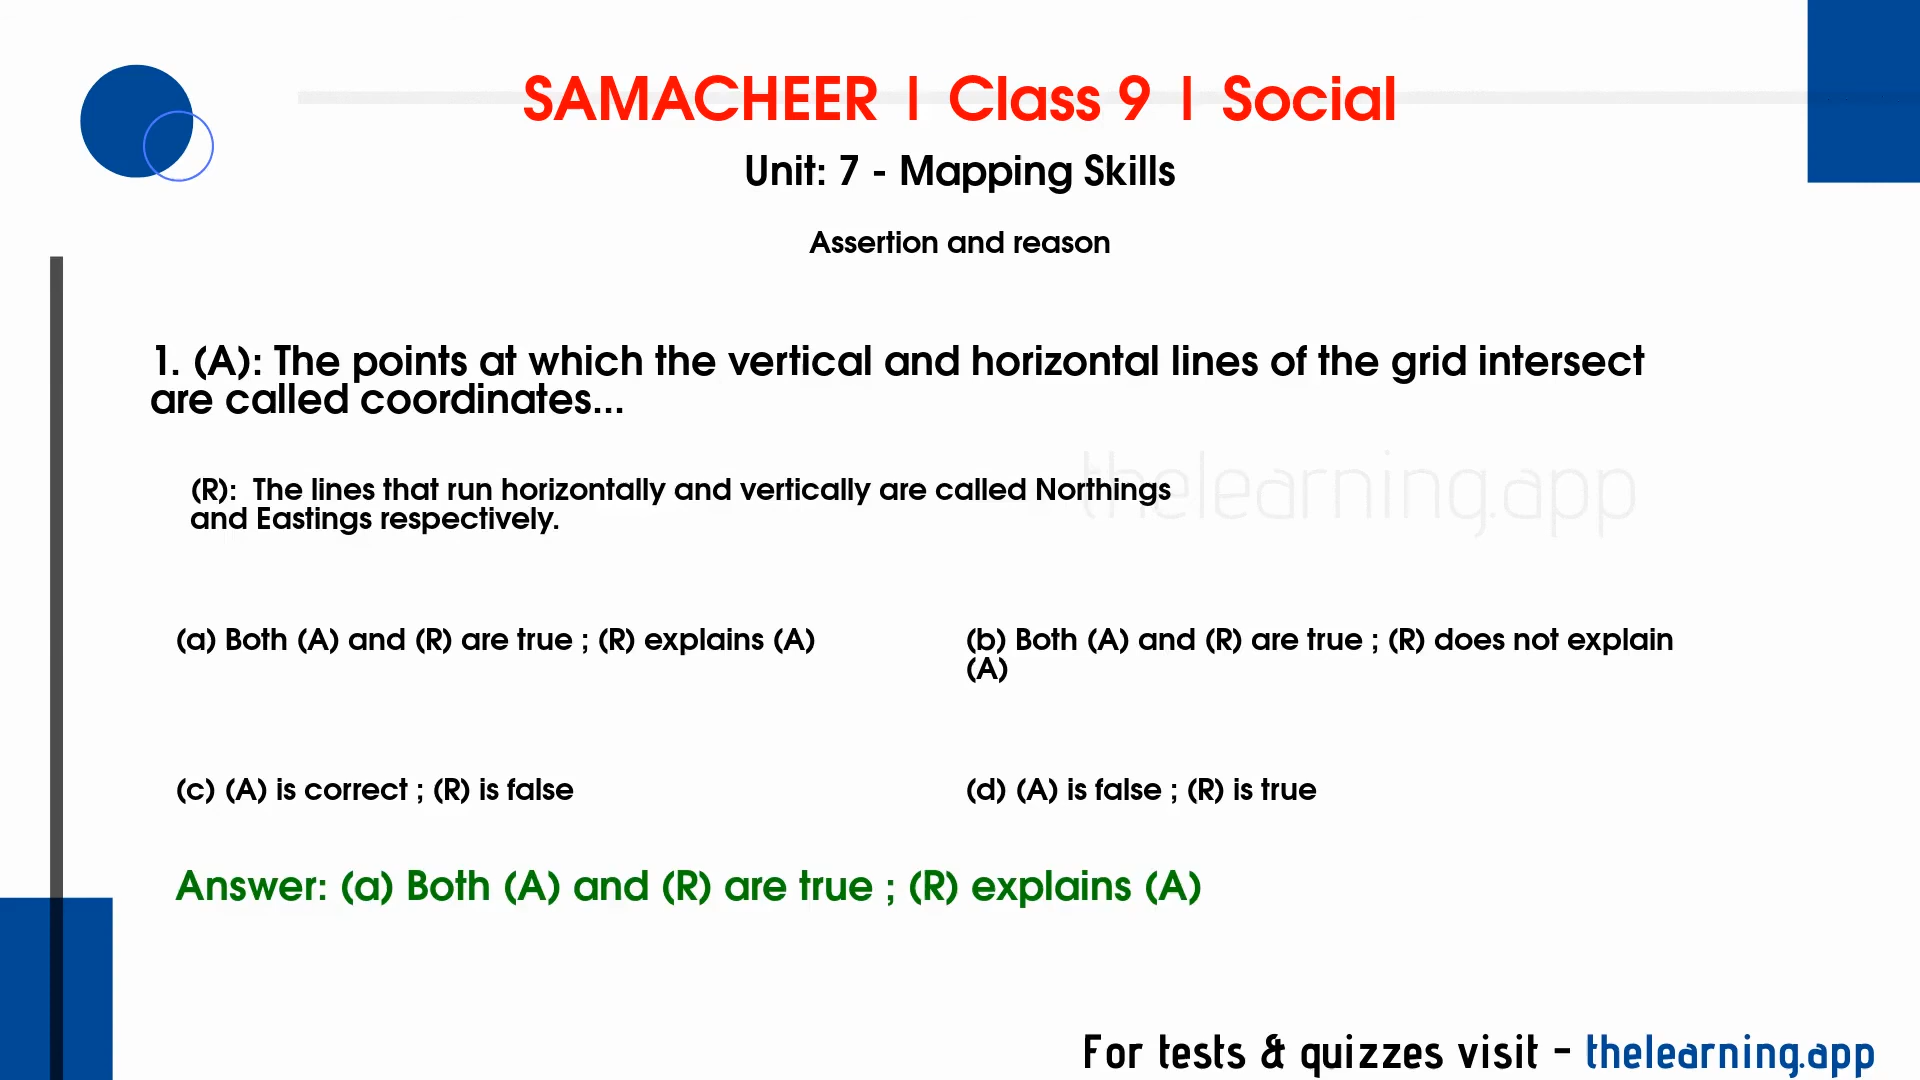 SAMACHEER | Class 9 | Social
Unit: 7 - Mapping Skills
Assertion and reason
1. (A): The points at which the vertical and horizontal lines of the grid intersect
are called coordinates...
thelearning.app
(R):  The lines that run horizontally and vertically are called Northings
and Eastings respectively.
(a) Both (A) and (R) are true ; (R) explains (A)
(b) Both (A) and (R) are true ; (R) does not explain
(A)
(c) (A) is correct ; (R) is false
(d) (A) is false ; (R) is true
Answer: (a) Both (A) and (R) are true ; (R) explains (A)
For tests & quizzes visit - thelearning.app